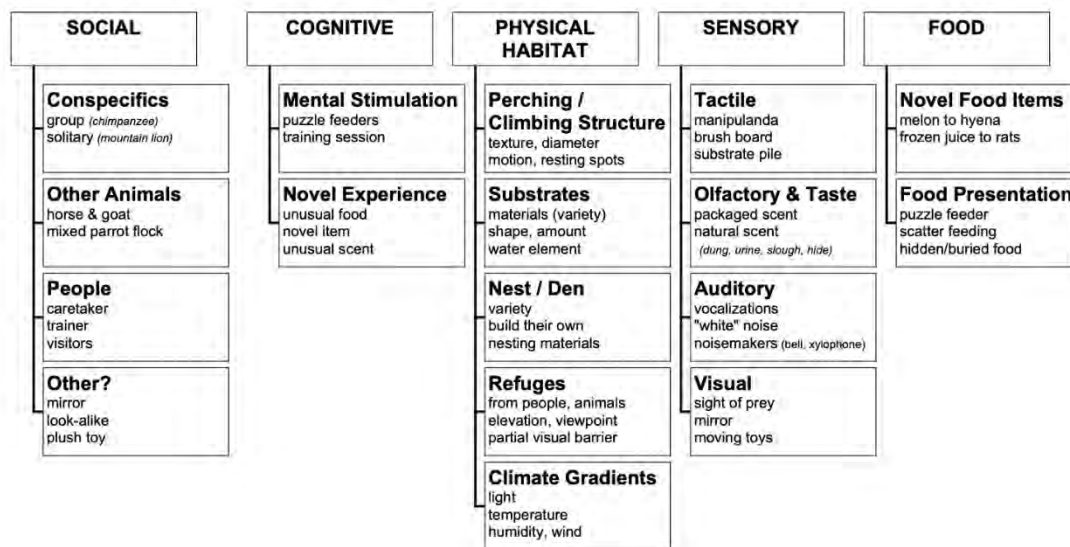 SOCIAL
Conspecifics
group (chimpanzee)
solitary (mountain lion)
Other Animals
horse & goat
mixed parrot flock
People
caretaker
trainer
visitors
Other?
mirror
look-alike
plush toy
COGNITIVE
Mental Stimulation
puzzle feeders
training session
Novel Experience
unusual food
novel item
unusual scent
PHYSICAL
HABITAT
Perching /
Climbing Structure
texture, diameter
motion, resting spots
Substrates
materials (variety)
shape, amount
water element
Nest / Den
variety
build their own
nesting materials
Refuges
from people, animals
elevation, viewpoint
partial visual barrier
Climate Gradients
light
temperature
humidity, wind
SENSORY
Tactile
manipulanda
brush board
substrate pile
Olfactory & Taste
packaged scent
natural scent
(dung, urine, slough, hide)
Auditory
vocalizations
"white" noise
noisemakers (bell, xylophone)
Visual
sight of prey
mirror
moving toys
FOOD
Novel Food Items
melon to hyena
frozen juice to rats
Food Presentation
puzzle feeder
scatter feeding
hidden/buried food